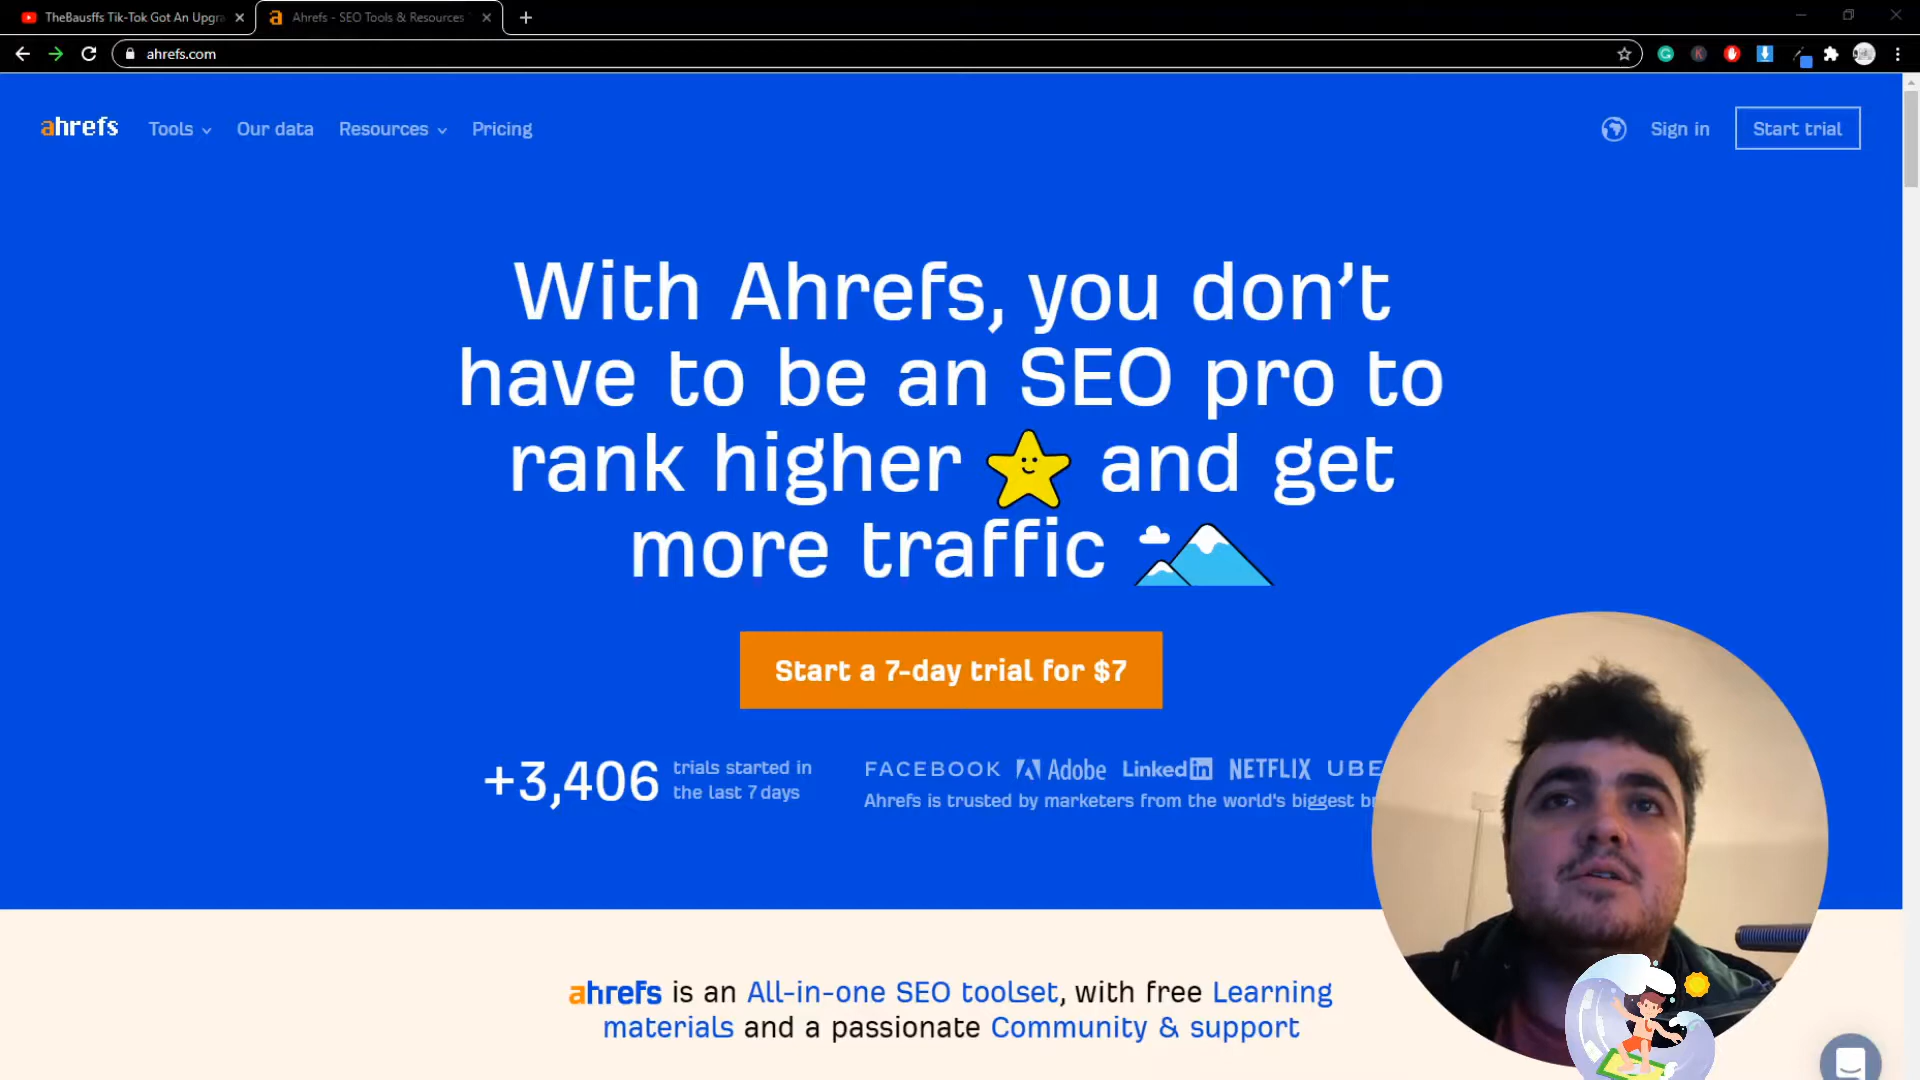 TheBausffs Tik-Tok Got An Upgra
Ahrefs - SEO Tools & Resources
ahrefs.com
ahrefs Tools Our data Resources Pricing Sign in Start trial
With Ahrefs, you don’t
have to be an SEO pro to
rank higher and get
more traffic
Start a 7-day trial for $7
+3,406 trials started in
the last 7 days
FACEBOOK Adobe Linkedin NETFLIX UBE
Ahrefs is trusted by marketers from the world's biggest br
ahrefs is an All-in-one SEO toolset, with free Learning
materials and a passionate Community & support